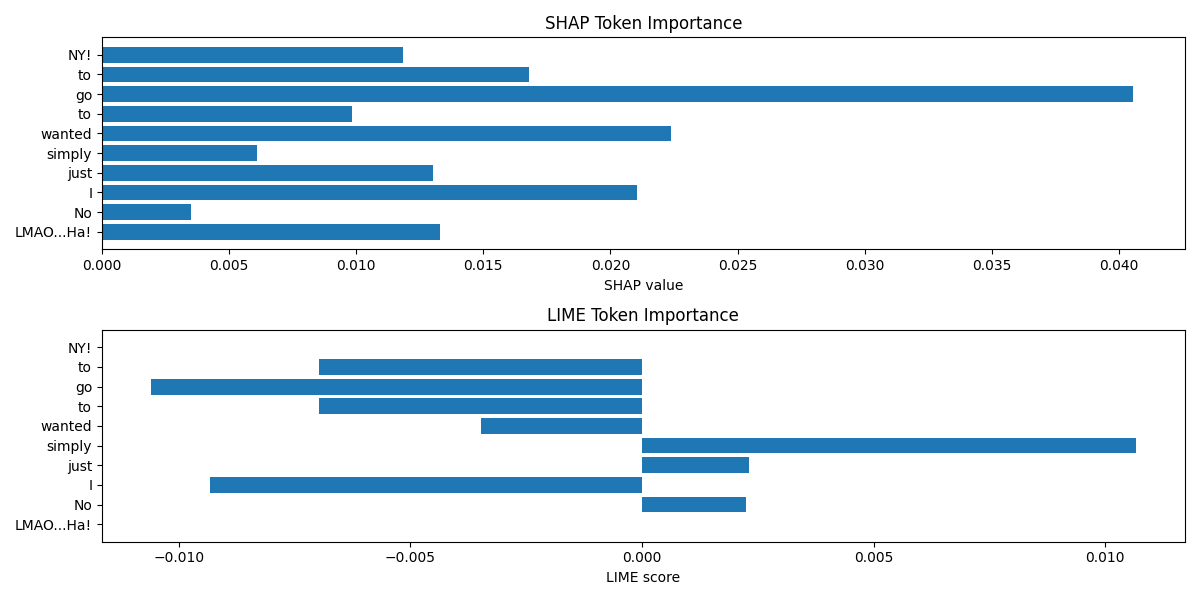 SHAP Token Importance
NY!
to
go
to
wanted
simply
just
I
No
LMAO...Ha!
0.000 0.005 0.010 0.015 0.020 0.025 0.030 0.035 0.040
SHAP value
LIME Token Importance
NY!
to
go
to
wanted
simply
just
I
No
LMAO...Ha!
−0.010 −0.005 0.000 0.005 0.010
LIME score